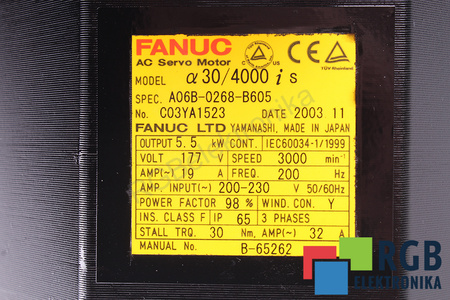 FANUC
AC Servo Motor
TÜV Rheinland
MODEL α30/4000is
SPEC. A06B-0268-B605
No. C03YA1523 DATE 2003 11
FANUC LTD YAMANASHI, MADE IN JAPAN
OUTPUT 5.5 kW CONT. IEC60034-1/1999
VOLT 177 SPEED 3000 min⁻¹
AMP(~) 19 A FREQ. 200 Hz
AMP. INPUT(~) 200-230 V 50/60Hz
POWER FACTOR 98 % WIND. CON. Y
INS. CLASS F IP 65 3 PHASES
STALL TRQ. 30 Nm, AMP(~) 32 A
MANUAL No. B-65262
RGB
ELEKTRONIKA